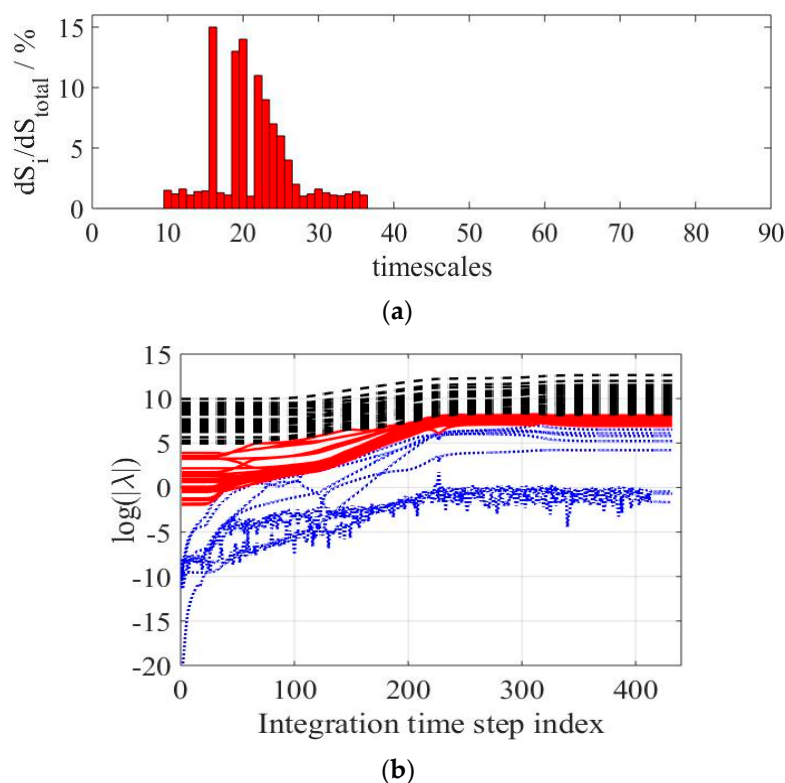 15
10
5
0
dS_i/dS_total / %
0 10 20 30 40 50 60 70 80 90
timescales
(a)
15
10
5
0
-5
-10
-15
-20
log(|λ|)
0 100 200 300 400
Integration time step index
(b)